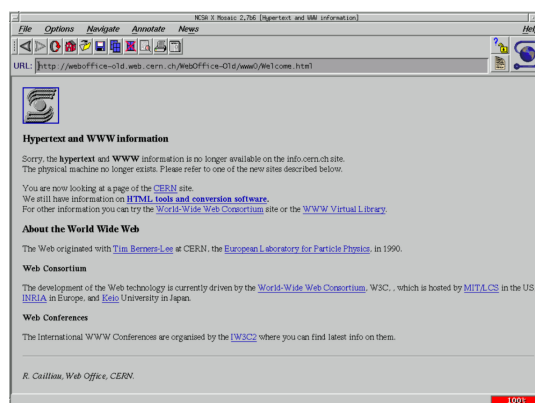 NCSA X Mosaic 2.7b6 [Hypertext and WWW information]
File Options Navigate Annotate News Hel
URL: http://weboffice-old.web.cern.ch/WebOffice-Old/www0/Welcome.html
Hypertext and WWW information
Sorry, the hypertext and WWW information is no longer available on the info.cern.ch site.
The physical machine no longer exists. Please refer to one of the new sites described below.
You are now looking at a page of the CERN site.
We still have information on HTML tools and conversion software.
For other information you can try the World-Wide Web Consortium site or the WWW Virtual Library.
About the World Wide Web
The Web originated with Tim Berners-Lee at CERN, the European Laboratory for Particle Physics, in 1990.
Web Consortium
The development of the Web technology is currently driven by the World-Wide Web Consortium, W3C, , which is hosted by MIT/LCS in the US
INRIA in Europe, and Keio University in Japan.
Web Conferences
The International WWW Conferences are organised by the IW3C2 where you can find latest info on them.
R. Cailliau, Web Office, CERN.
100%